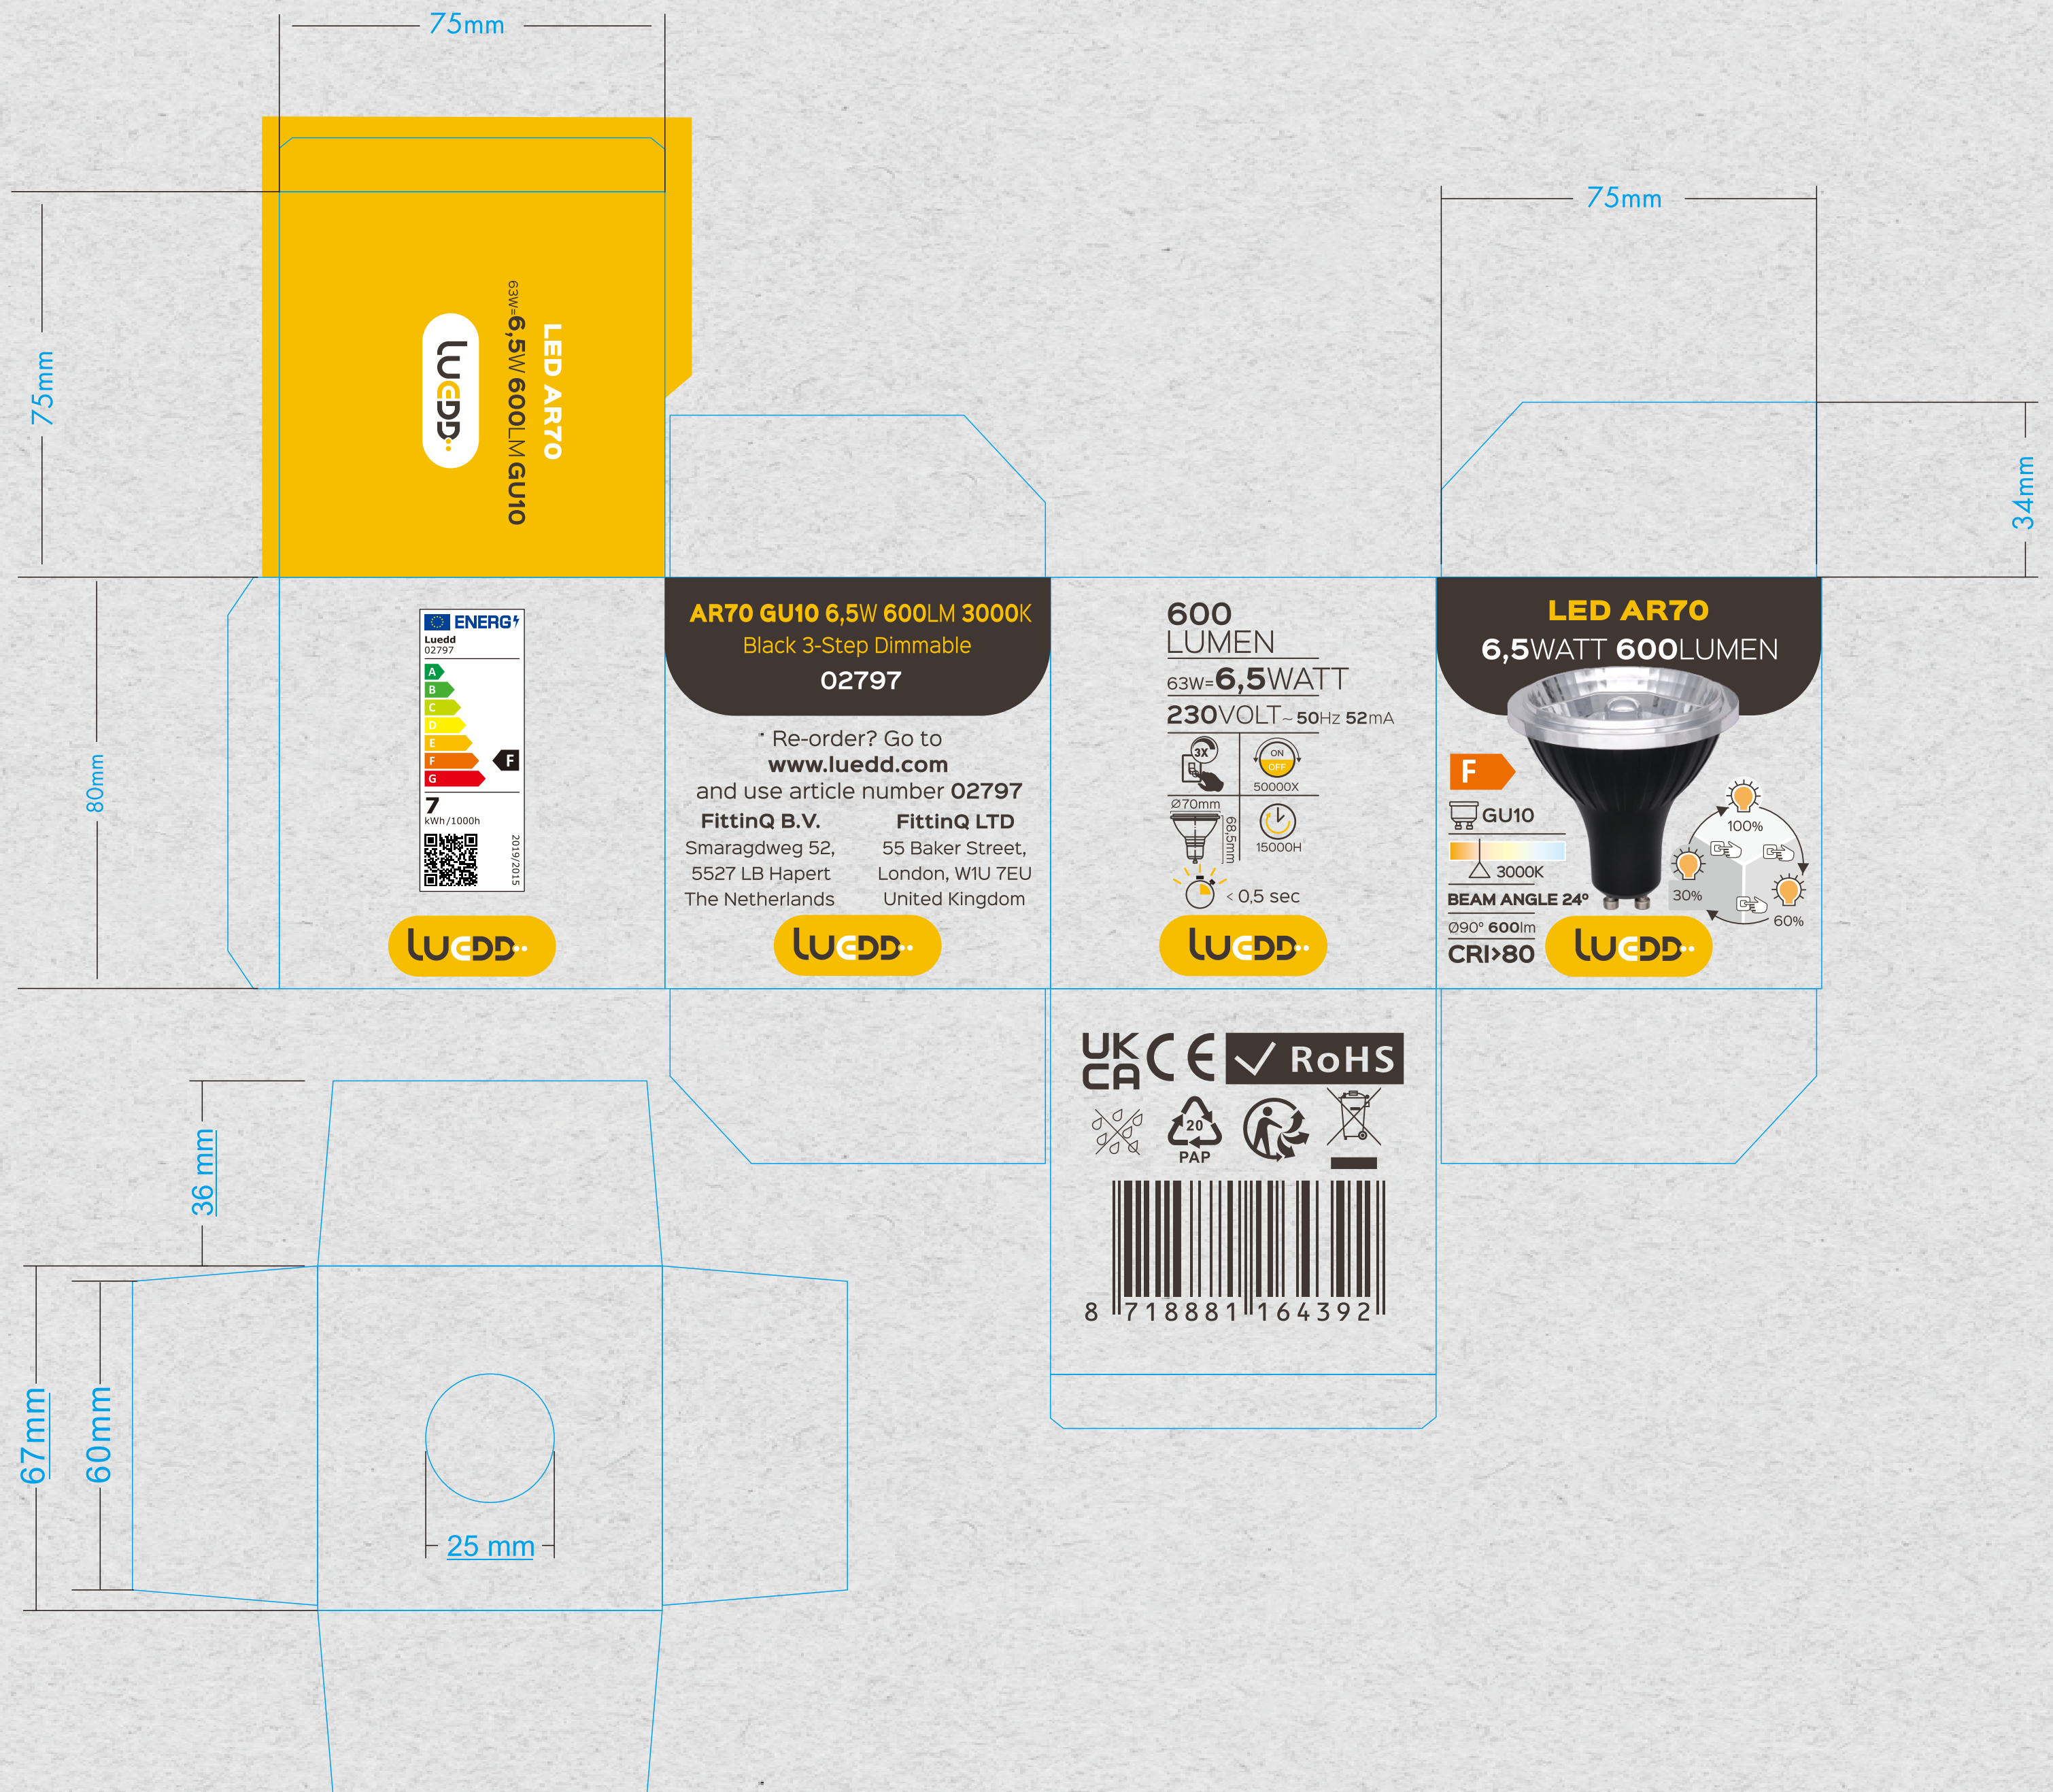 75mm
75mm
75mm
34mm
80mm
LED AR70
63W=6,5W 600LM GU10
LUEDD
ENERG
Luedd
02797
A
B
C
D
E
F
G
F
7
kWh/1000h
2019/2015
LUEDD
AR70 GU10 6,5W 600LM 3000K
Black 3-Step Dimmable
02797
Re-order? Go to
www.luedd.com
and use article number 02797
FittinQ B.V.
Smaragdweg 52,
5527 LB Hapert
The Netherlands
FittinQ LTD
55 Baker Street,
London, W1U 7EU
United Kingdom
LUEDD
600
LUMEN
63W=6,5WATT
230VOLT~ 50Hz 52mA
3X
ON
OFF
50000X
Ø70mm
68,5mm
15000H
< 0,5 sec
LUEDD
LED AR70
6,5WATT 600LUMEN
F
GU10
3000K
BEAM ANGLE 24°
Ø90° 600lm
CRI>80
100%
30%
60%
LUEDD
UK
CA
CE
RoHS
20
PAP
8 718881 164392
36 mm
67mm
60mm
25 mm